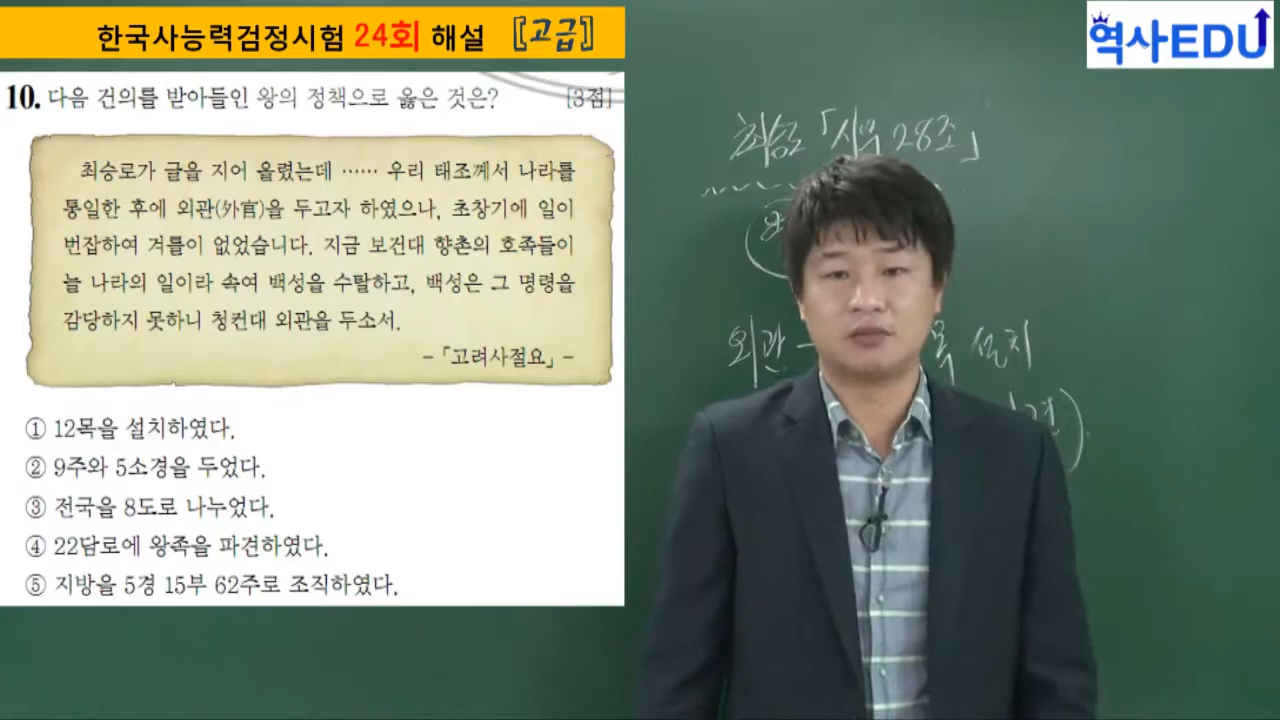 한국사능력검정시험 24회 해설 [고급]
역사EDU
10. 다음 건의를 받아들인 왕의 정책으로 옳은 것은? [3점]
최승로가 글을 지어 올렸는데 …… 우리 태조께서 나라를
통일한 후에 외관(外官)을 두고자 하였으나, 초창기에 일이
번잡하여 겨를이 없었습니다. 지금 보건대 향촌의 호족들이
늘 나라의 일이라 속여 백성을 수탈하고, 백성은 그 명령을
감당하지 못하니 청컨대 외관을 두소서.
-「고려사절요」-
① 12목을 설치하였다.
② 9주와 5소경을 두었다.
③ 전국을 8도로 나누었다.
④ 22담로에 왕족을 파견하였다.
⑤ 지방을 5경 15부 62주로 조직하였다.
최승로「시무 28조」
외관 - 목 설치